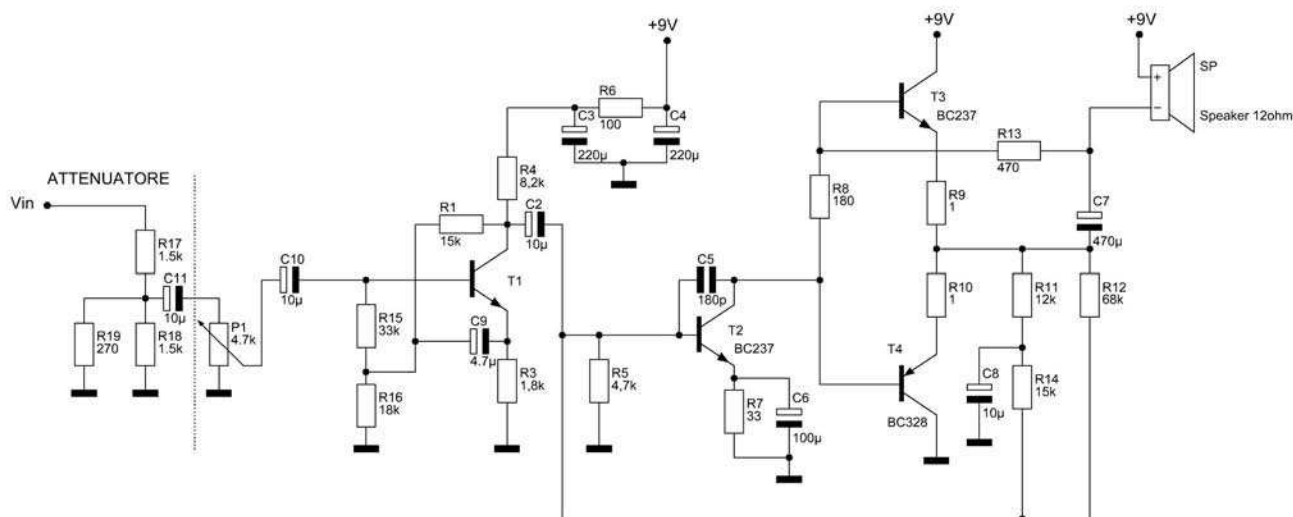 +9V
+9V
+9V
T3
BC237
SP
+
−
Speaker 12ohm
R6
100
C3
220µ
C4
220µ
R13
470
R4
8,2k
R8
180
R9
1
C7
470µ
ATTENUATORE
Vin
R1
15k
C2
10µ
R17
1.5k
C11
10µ
C10
10µ
T1
C5
180p
R10
1
R11
12k
R12
68k
R19
270
R18
1.5k
P1
4.7k
R15
33k
C9
4.7µ
R3
1,8k
R5
4,7k
T2
BC237
T4
BC328
R16
18k
R7
33
C6
100µ
C8
10µ
R14
15k